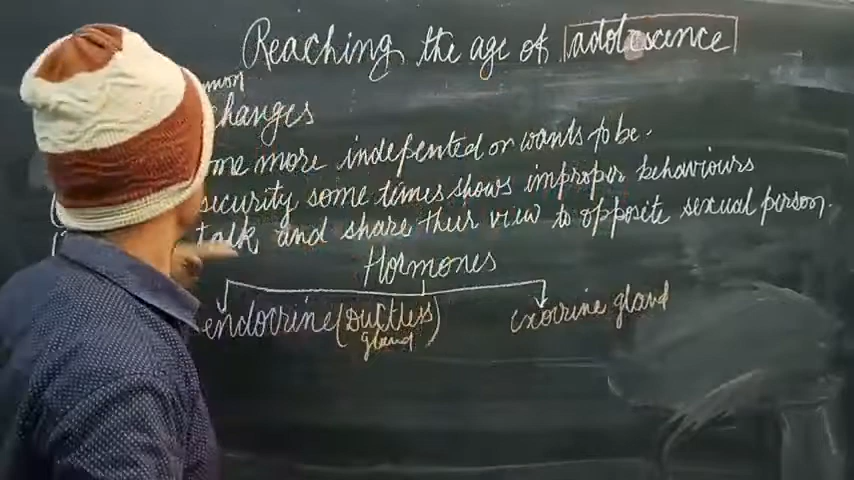 Reaching the age of adolescence
mon
changes
me more indepented or wants to be.
security some times shows improper behaviours
talk and share their view to opposite sexual person.
Hormones
endocrine (Ductless gland) exocrine gland